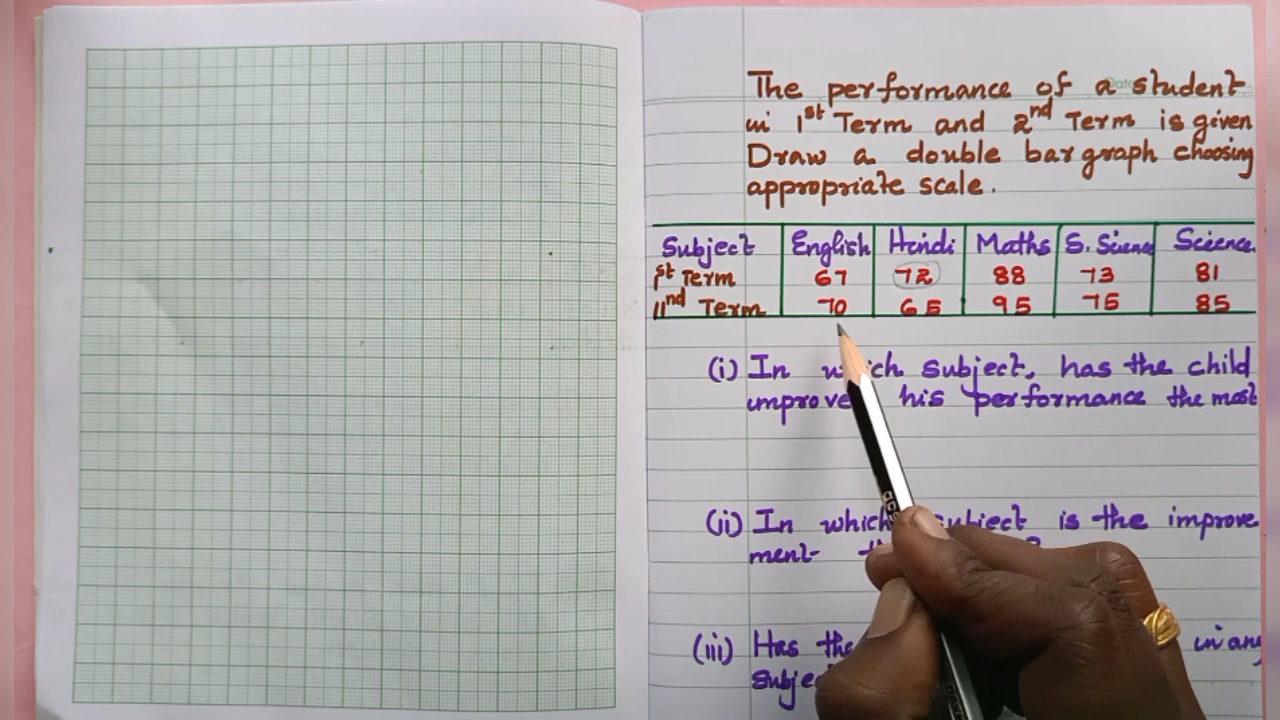 The performance of a student
in 1st Term and 2nd Term is given
Draw a double bar graph choosing
appropriate scale.
Subject English Hindi Maths S. Science Science
1st Term 67 72 88 73 81
IInd Term 70 65 95 75 85
(i) In which subject, has the child
improve his performance the most
(ii) In which subject is the improve
ment
(iii) Has the in any
subje